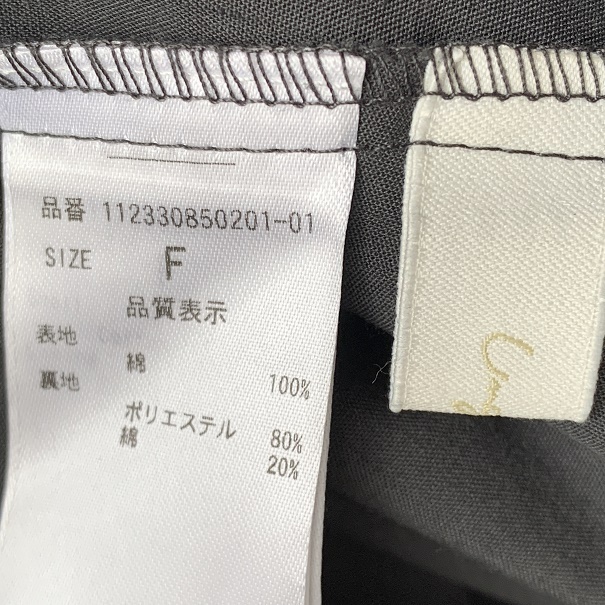 品番 112330850201-01
SIZE F
品質表示
表地
綿 100%
裏地
ポリエステル 80%
綿 20%